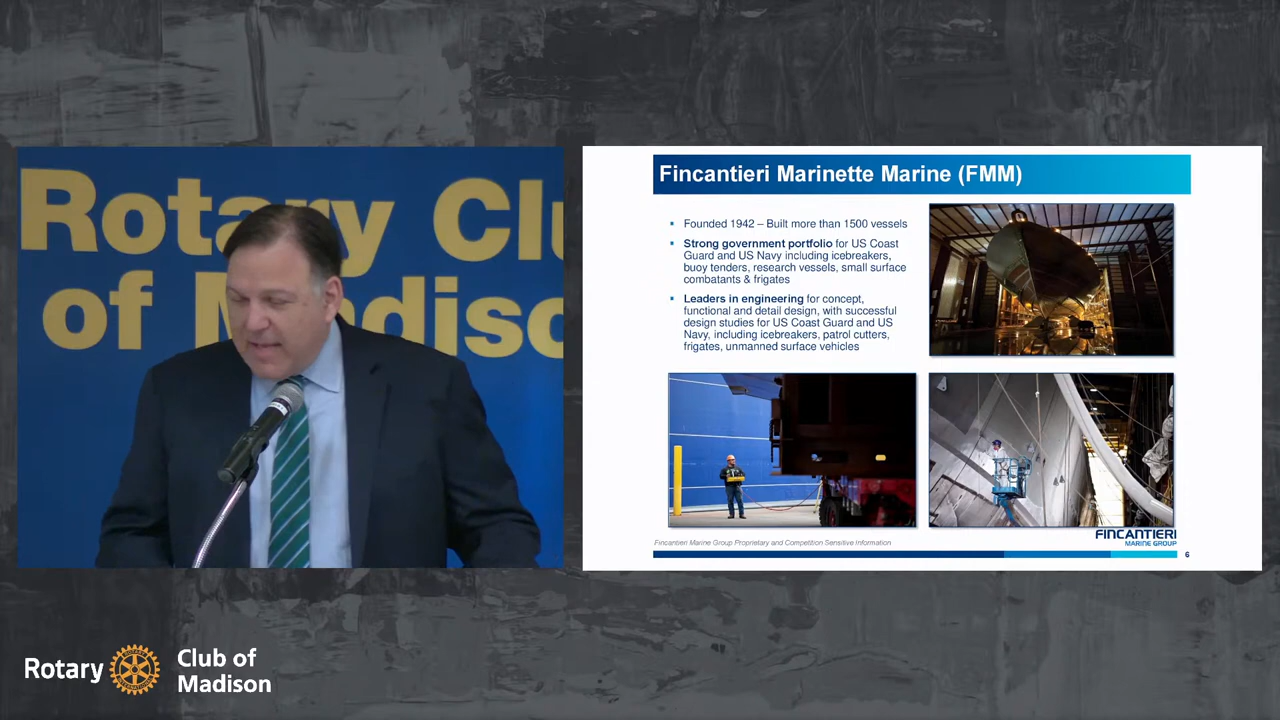 Rotary Clu
of Madiso
Fincantieri Marinette Marine (FMM)
Founded 1942 – Built more than 1500 vessels
Strong government portfolio for US Coast
Guard and US Navy including icebreakers,
buoy tenders, research vessels, small surface
combatants & frigates
Leaders in engineering for concept,
functional and detail design, with successful
design studies for US Coast Guard and US
Navy, including icebreakers, patrol cutters,
frigates, unmanned surface vehicles
Fincantieri Marine Group Proprietary and Competition Sensitive Information
FINCANTIERI
MARINE GROUP
6
Rotary
Club of
Madison